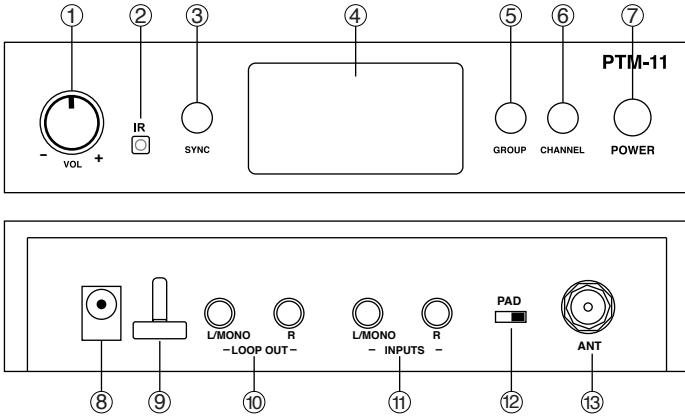 ① ② ③ ④ ⑤ ⑥ ⑦
PTM-11
IR
- VOL +
SYNC
GROUP CHANNEL POWER
PAD
L/MONO R L/MONO R
–LOOP OUT– – INPUTS –
ANT
⑧ ⑨ ⑩ ⑪ ⑫ ⑬